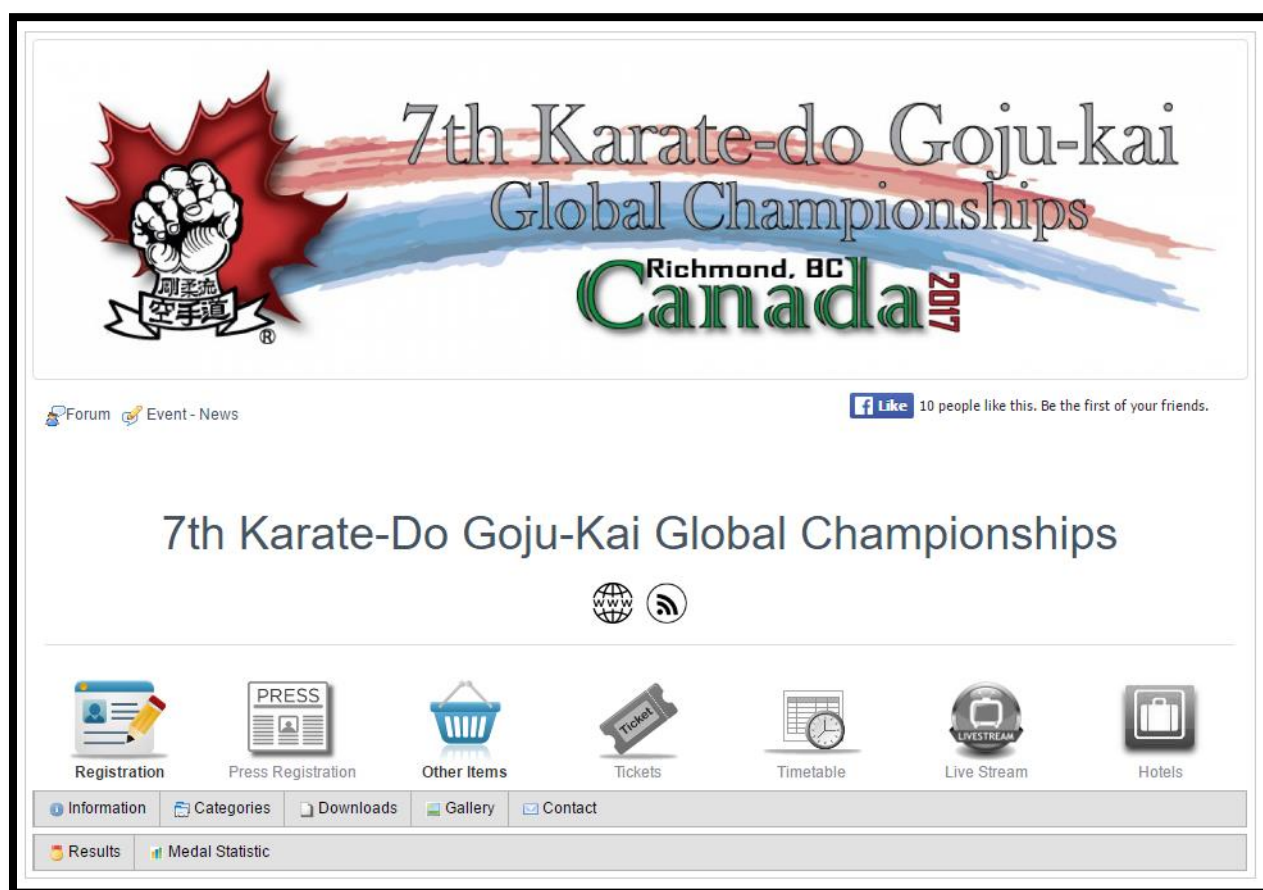 7th Karate-do Goju-kai
Global Championships
Richmond, BC
Canada
2017
剛柔流
空手道
®
Forum Event - News
Like 10 people like this. Be the first of your friends.
7th Karate-Do Goju-Kai Global Championships
WWW
PRESS
Ticket
LIVESTREAM
Registration Press Registration Other Items Tickets Timetable Live Stream Hotels
Information Categories Downloads Gallery Contact
Results Medal Statistic